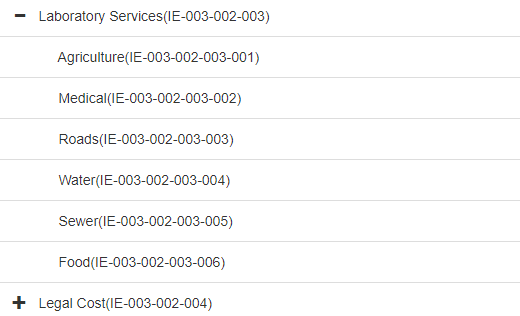 Laboratory Services(IE-003-002-003)
Agriculture(IE-003-002-003-001)
Medical(IE-003-002-003-002)
Roads(IE-003-002-003-003)
Water(IE-003-002-003-004)
Sewer(IE-003-002-003-005)
Food(IE-003-002-003-006)
Legal Cost(IE-003-002-004)